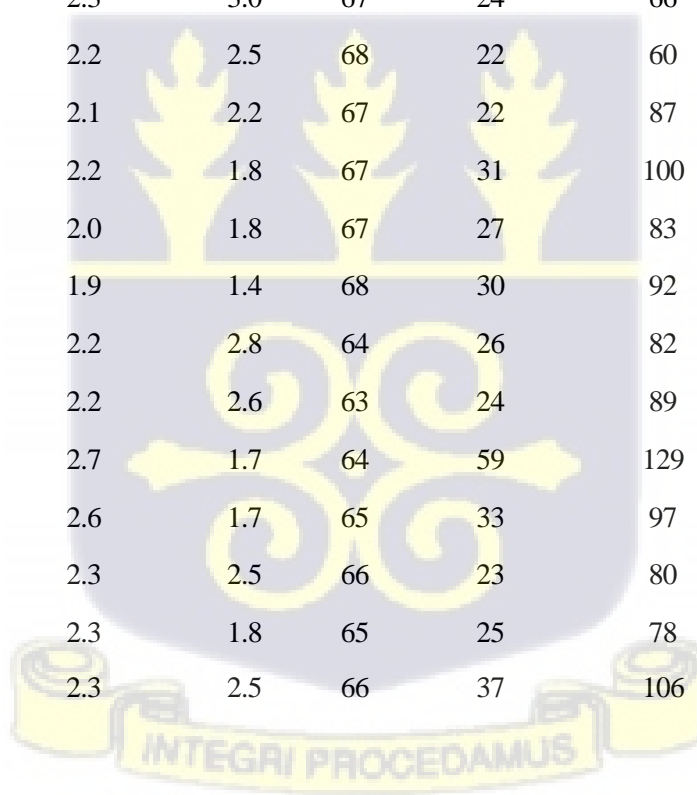 2.2 2.5 68 22 60
2.1 2.2 67 22 87
2.2 1.8 67 31 100
2.0 1.8 67 27 83
1.9 1.4 68 30 92
2.2 2.8 64 26 82
2.2 2.6 63 24 89
2.7 1.7 64 59 129
2.6 1.7 65 33 97
2.3 2.5 66 23 80
2.3 1.8 65 25 78
2.3 2.5 66 37 106
INTEGRI PROCEDAMUS